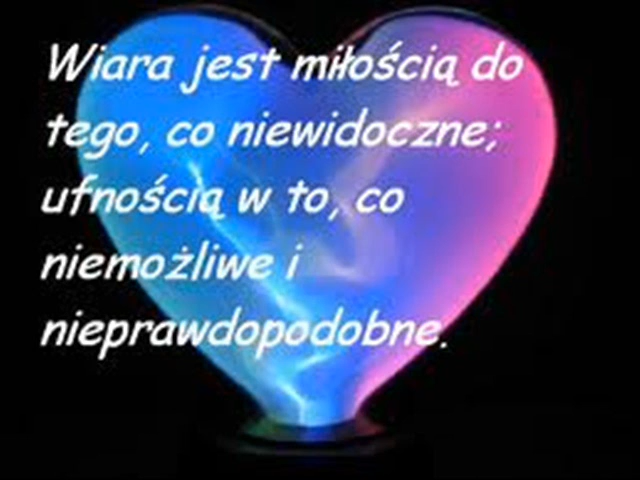 Wiara jest miłością do
tego, co niewidoczne;
ufnością w to, co
niemożliwe i
nieprawdopodobne.